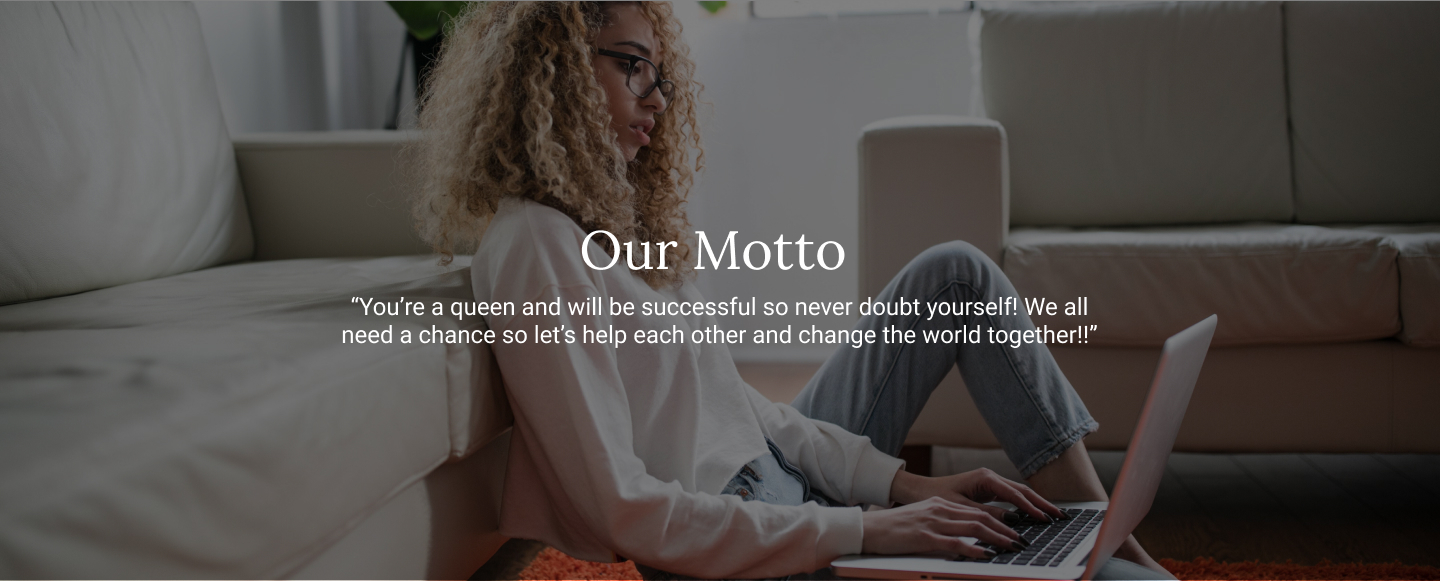 Our Motto
“You’re a queen and will be successful so never doubt yourself! We all
need a chance so let’s help each other and change the world together!!”